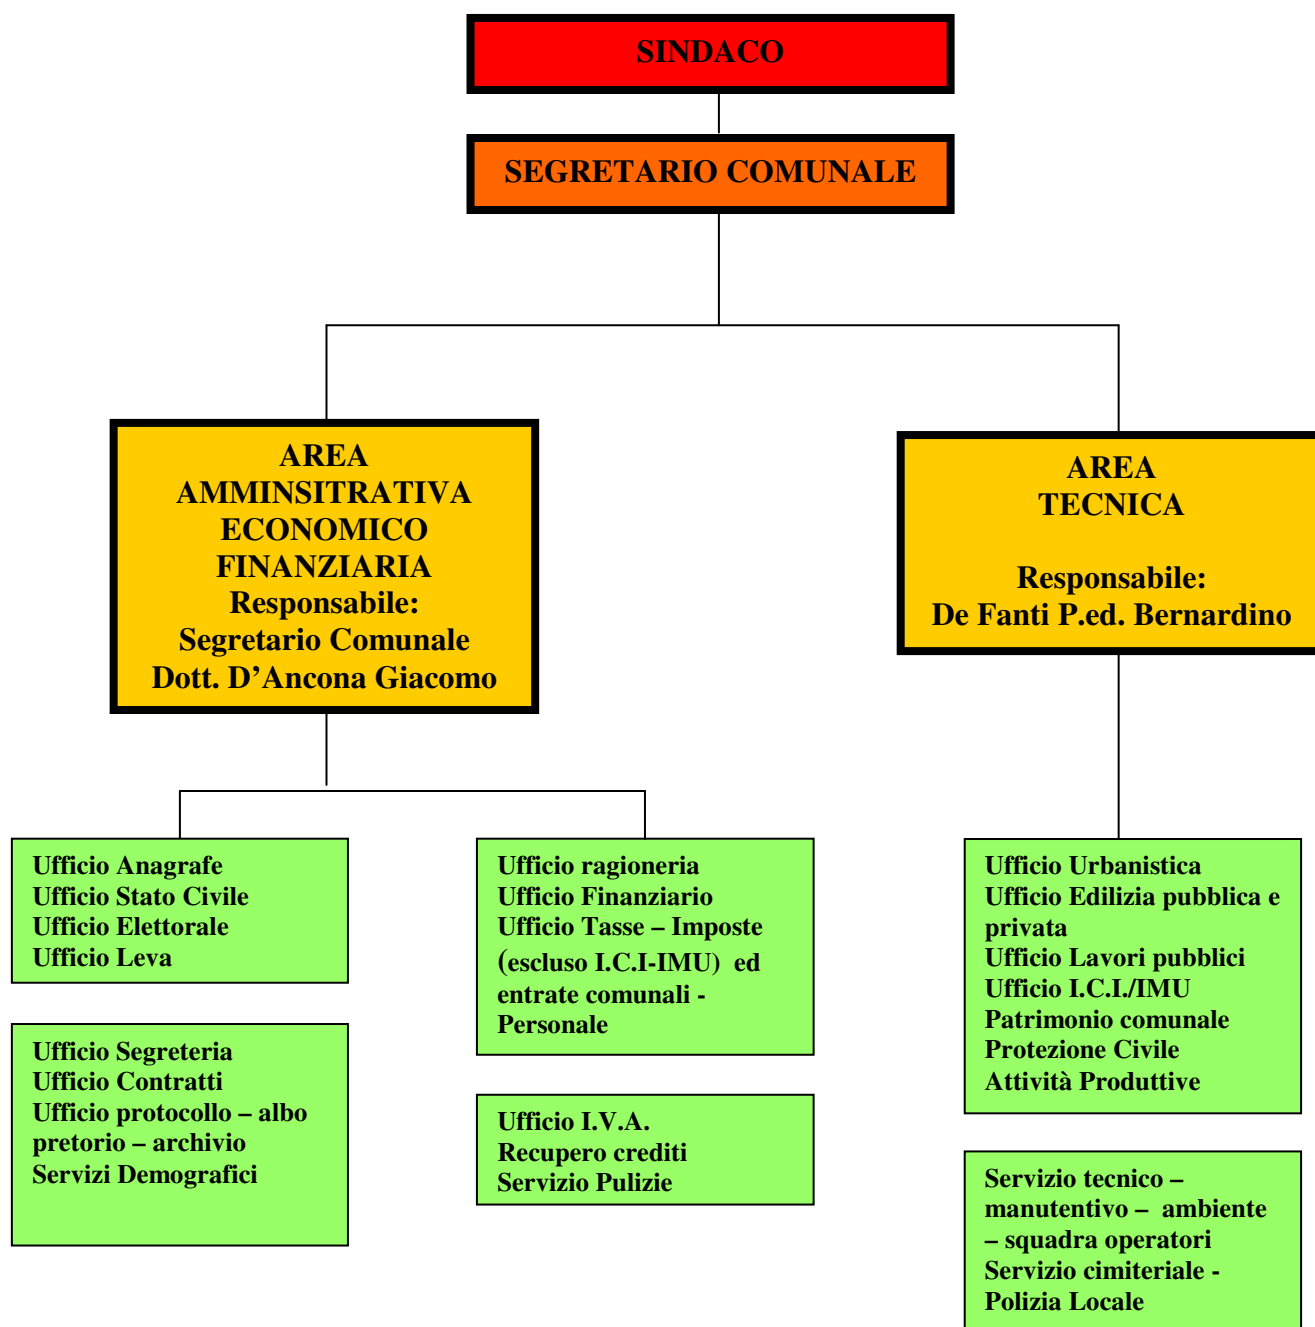 SINDACO
SEGRETARIO COMUNALE
AREA
AMMINSITRATIVA
ECONOMICO
FINANZIARIA
Responsabile:
Segretario Comunale
Dott. D’Ancona Giacomo
AREA
TECNICA
Responsabile:
De Fanti P.ed. Bernardino
Ufficio Anagrafe
Ufficio Stato Civile
Ufficio Elettorale
Ufficio Leva
Ufficio Segreteria
Ufficio Contratti
Ufficio protocollo – albo
pretorio – archivio
Servizi Demografici
Ufficio ragioneria
Ufficio Finanziario
Ufficio Tasse – Imposte
(escluso I.C.I-IMU) ed
entrate comunali -
Personale
Ufficio I.V.A.
Recupero crediti
Servizio Pulizie
Ufficio Urbanistica
Ufficio Edilizia pubblica e
privata
Ufficio Lavori pubblici
Ufficio I.C.I./IMU
Patrimonio comunale
Protezione Civile
Attività Produttive
Servizio tecnico –
manutentivo – ambiente
– squadra operatori
Servizio cimiteriale -
Polizia Locale